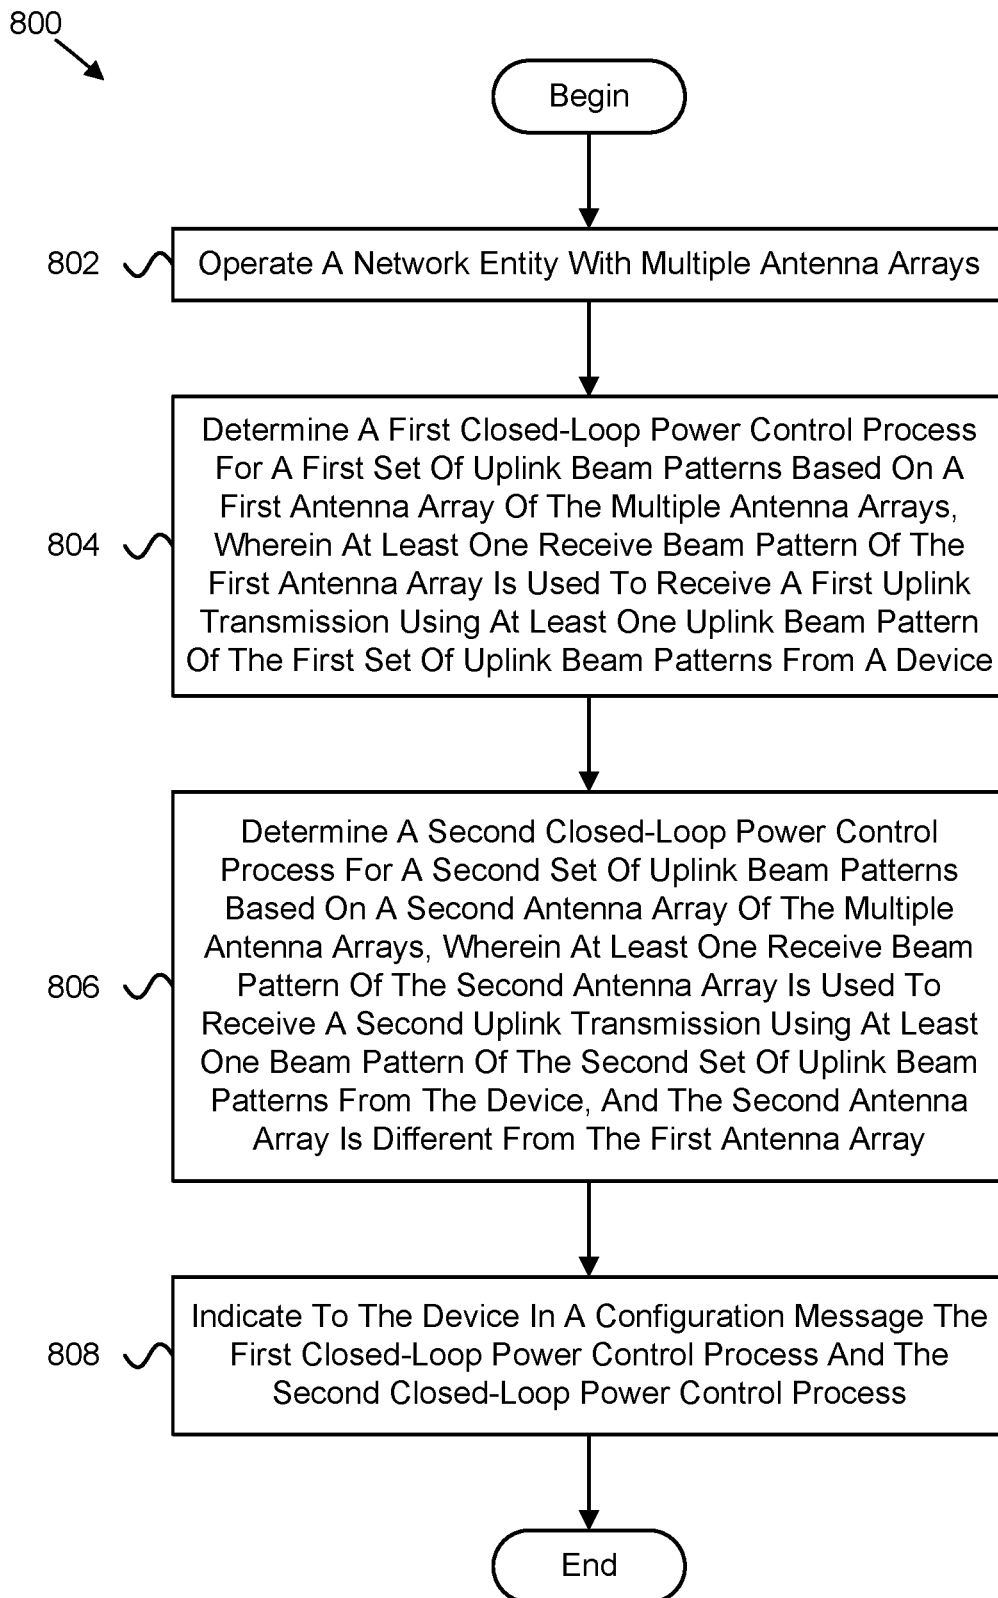 800
Begin
802
Operate A Network Entity With Multiple Antenna Arrays
804
Determine A First Closed-Loop Power Control Process
For A First Set Of Uplink Beam Patterns Based On A
First Antenna Array Of The Multiple Antenna Arrays,
Wherein At Least One Receive Beam Pattern Of The
First Antenna Array Is Used To Receive A First Uplink
Transmission Using At Least One Uplink Beam Pattern
Of The First Set Of Uplink Beam Patterns From A Device
806
Determine A Second Closed-Loop Power Control
Process For A Second Set Of Uplink Beam Patterns
Based On A Second Antenna Array Of The Multiple
Antenna Arrays, Wherein At Least One Receive Beam
Pattern Of The Second Antenna Array Is Used To
Receive A Second Uplink Transmission Using At Least
One Beam Pattern Of The Second Set Of Uplink Beam
Patterns From The Device, And The Second Antenna
Array Is Different From The First Antenna Array
808
Indicate To The Device In A Configuration Message The
First Closed-Loop Power Control Process And The
Second Closed-Loop Power Control Process
End